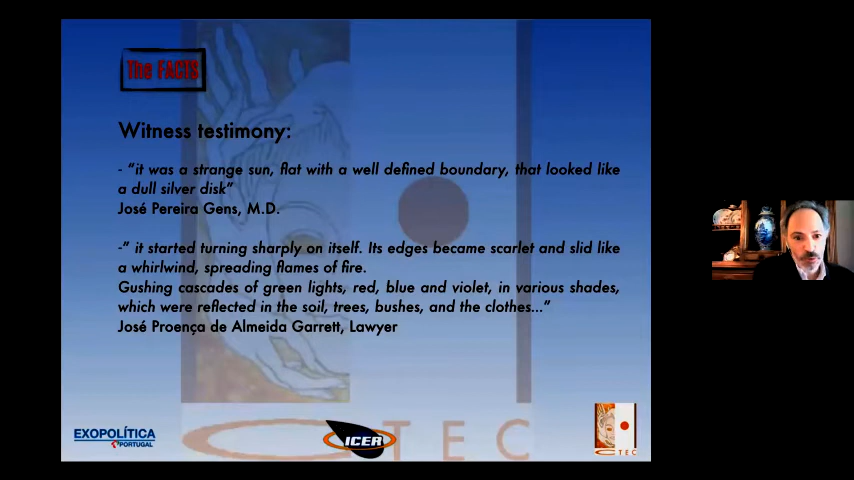 The FACTS
Witness testimony:
- “it was a strange sun, flat with a well defined boundary, that looked like
a dull silver disk”
José Pereira Gens, M.D.
-” it started turning sharply on itself. Its edges became scarlet and slid like
a whirlwind, spreading flames of fire.
Gushing cascades of green lights, red, blue and violet, in various shades,
which were reflected in the soil, trees, bushes, and the clothes...”
José Proença de Almeida Garrett, Lawyer
EXOPOLÍTICA
PORTUGAL
ICER
CTEC
CTEC